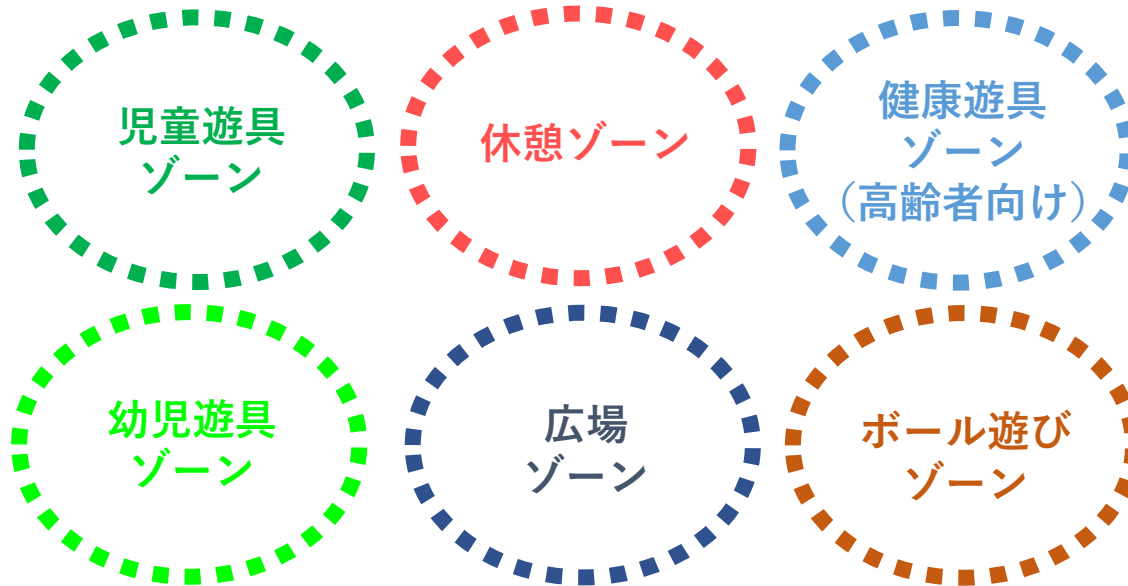 児童遊具
ゾーン
休憩ゾーン
健康遊具
ゾーン
（高齢者向け）
幼児遊具
ゾーン
広場
ゾーン
ボール遊び
ゾーン